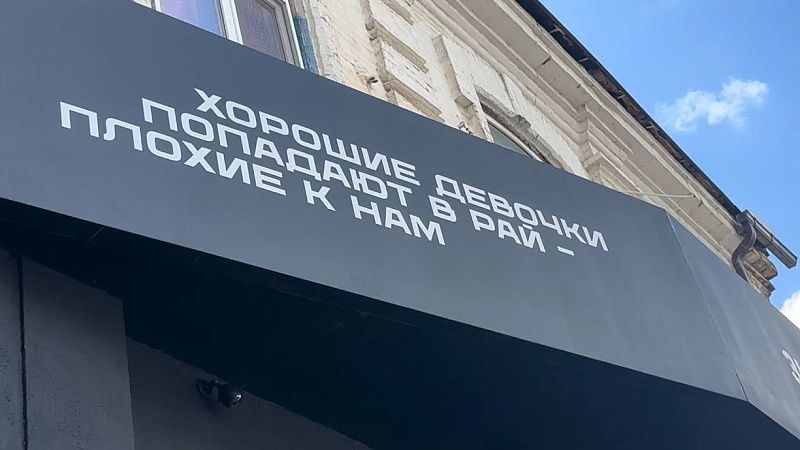 ХОРОШИЕ ДЕВОЧКИ
ПОПАДАЮТ В РАЙ –
ПЛОХИЕ К НАМ